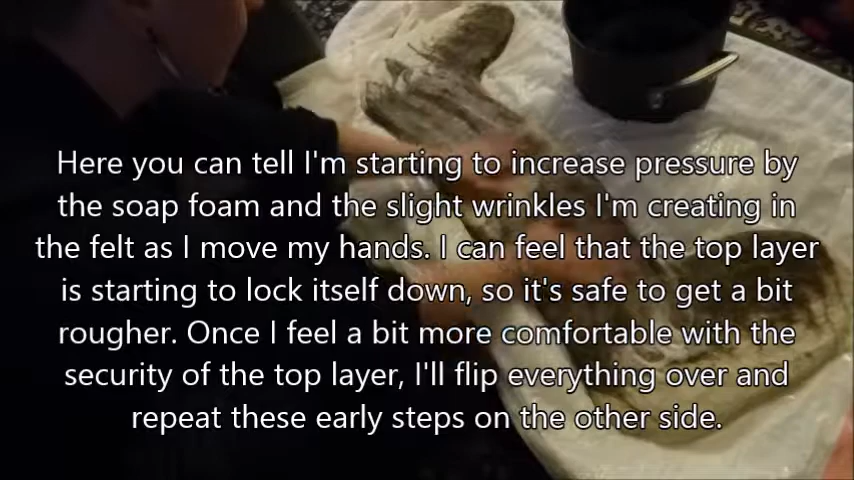 Here you can tell I'm starting to increase pressure by
the soap foam and the slight wrinkles I'm creating in
the felt as I move my hands. I can feel that the top layer
is starting to lock itself down, so it's safe to get a bit
rougher. Once I feel a bit more comfortable with the
security of the top layer, I'll flip everything over and
repeat these early steps on the other side.